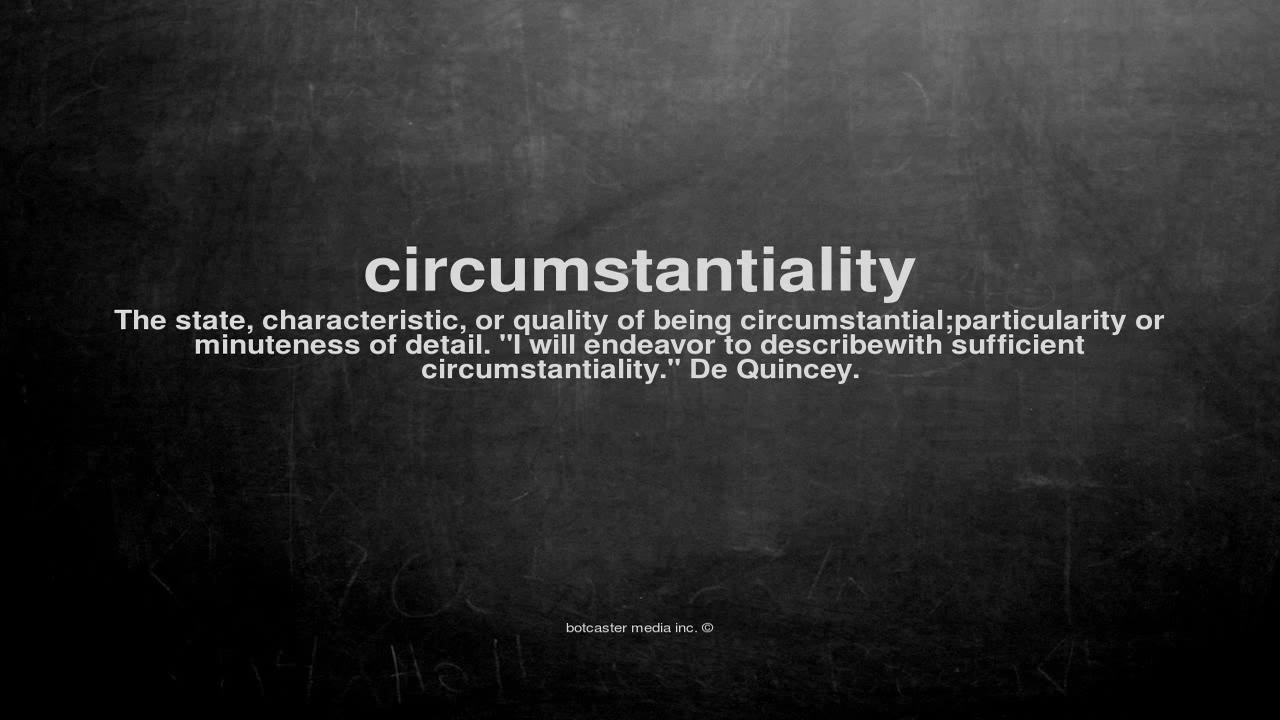 circumstantiality
The state, characteristic, or quality of being circumstantial;particularity or
minuteness of detail. "I will endeavor to describewith sufficient
circumstantiality." De Quincey.
botcaster media inc. ©